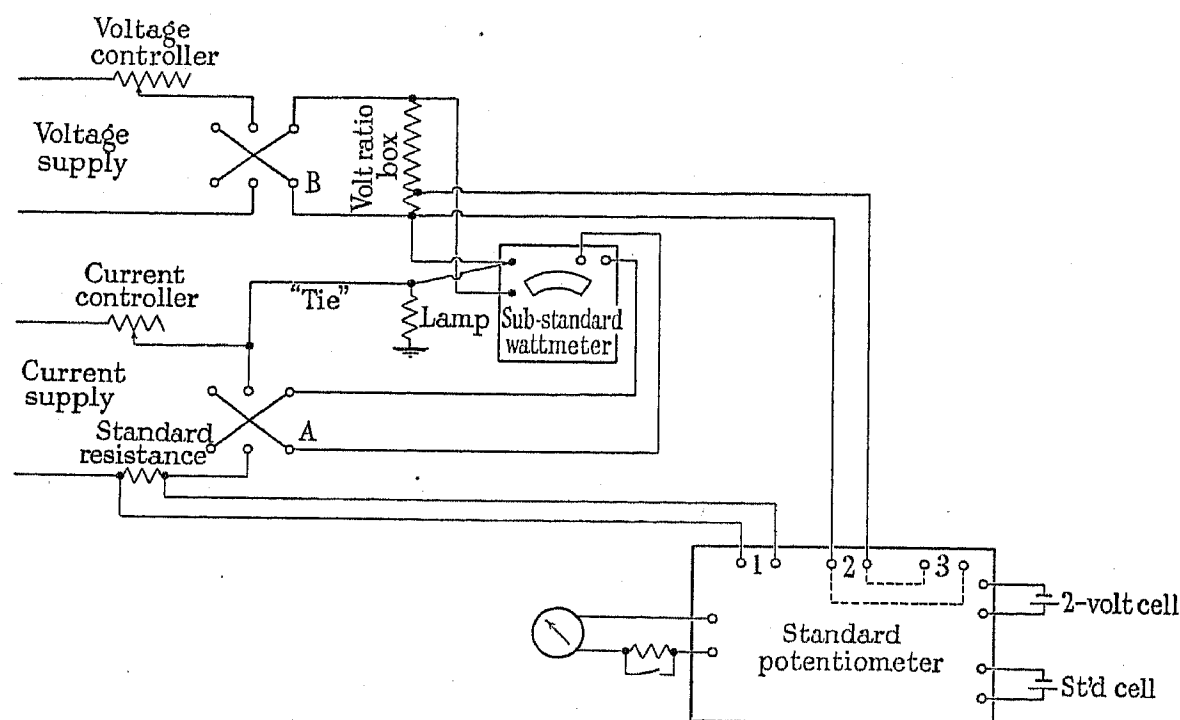 Voltage
controller
Voltage
supply
B
Volt ratio
box
Current
controller
"Tie"
Lamp
Sub-standard
wattmeter
Current
supply
Standard
resistance
A
1
2
3
2-volt cell
Standard
potentiometer
St'd cell